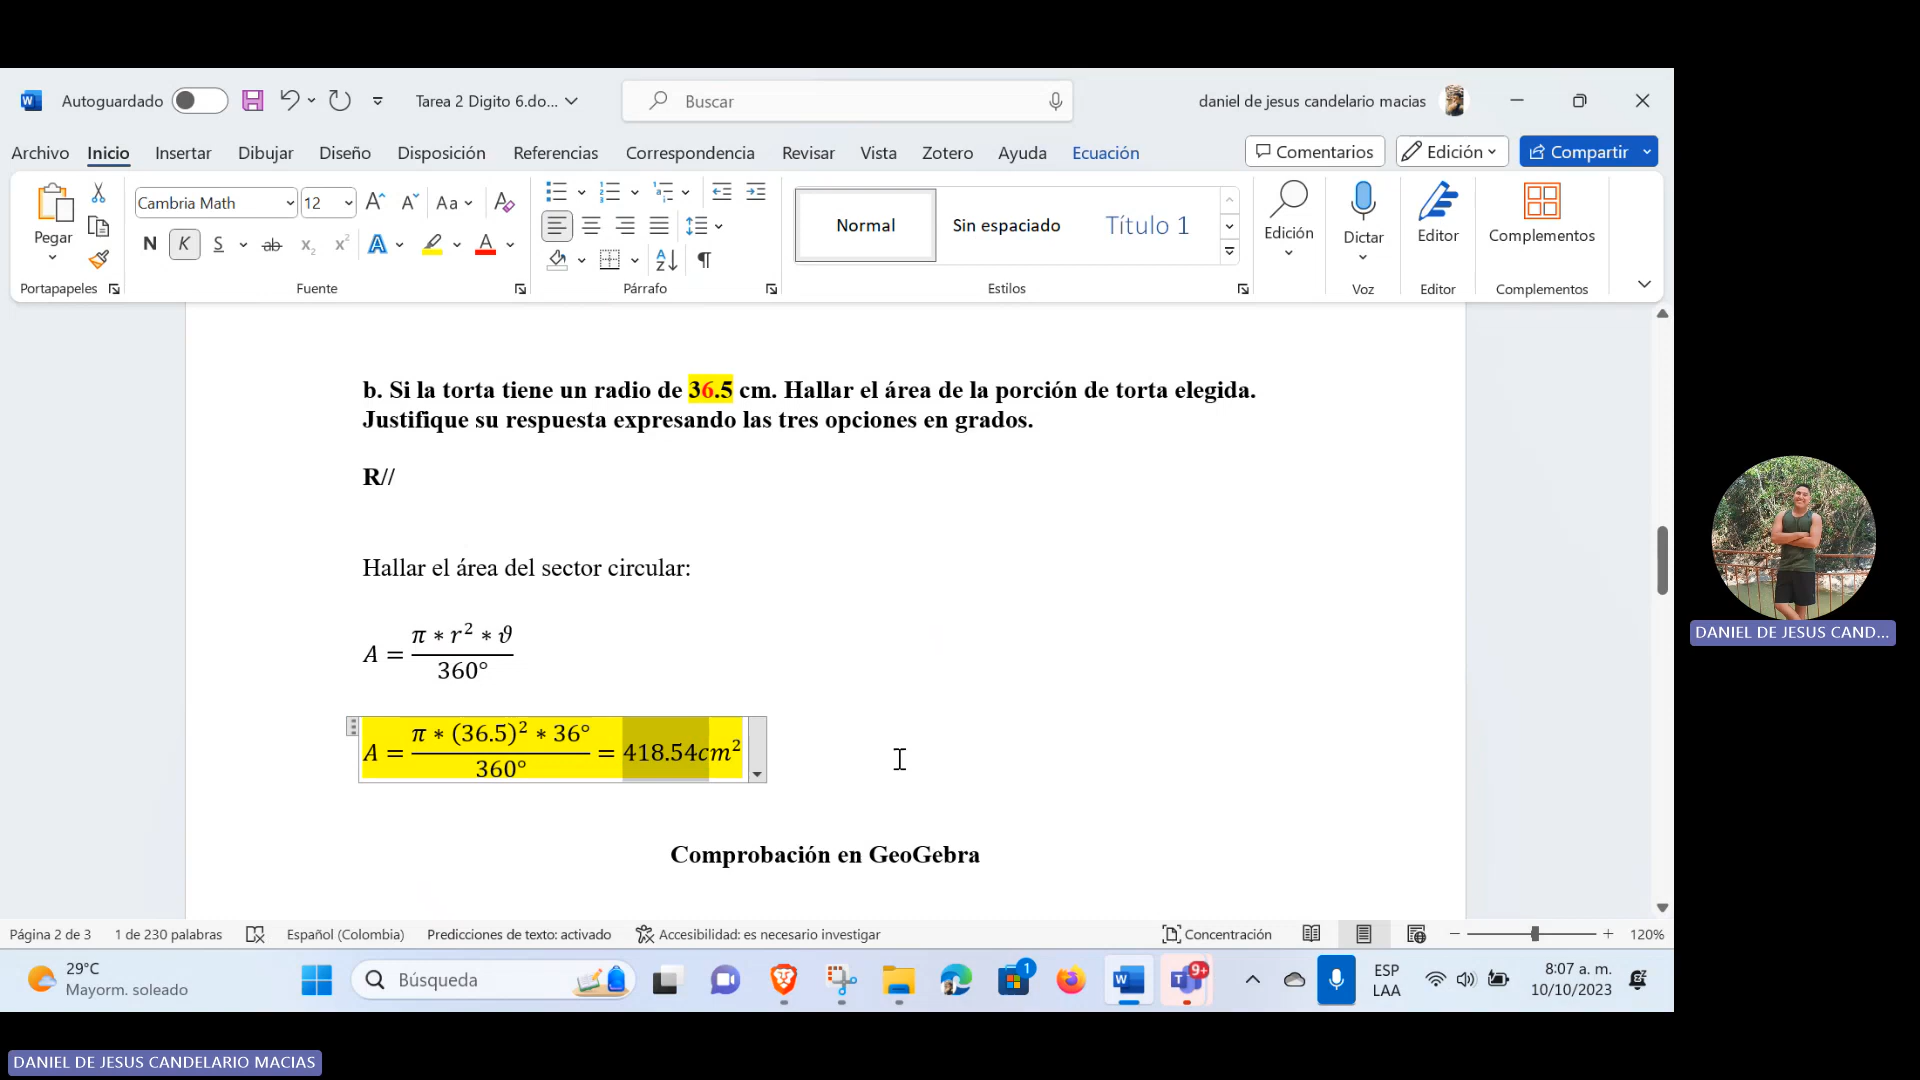 Autoguardado
Tarea 2 Digito 6.do...
Buscar
daniel de jesus candelario macias
Archivo Inicio Insertar Dibujar Diseño Disposición Referencias Correspondencia Revisar Vista Zotero Ayuda Ecuación
Comentarios Edición Compartir
Pegar
Portapapeles
Cambria Math 12
Aa
N K S ab x₂ x² A A
Fuente
Párrafo
Normal Sin espaciado Título 1
Estilos
Edición
Dictar
Voz
Editor
Editor
Complementos
Complementos
b. Si la torta tiene un radio de 36.5 cm. Hallar el área de la porción de torta elegida.
Justifique su respuesta expresando las tres opciones en grados.
R//
Hallar el área del sector circular:
A = π * r² * ϑ / 360°
A = π * (36.5)² * 36° / 360° = 418.54cm²
Comprobación en GeoGebra
DANIEL DE JESUS CAND...
Página 2 de 3 1 de 230 palabras Español (Colombia) Predicciones de texto: activado Accesibilidad: es necesario investigar Concentración 120%
29°C
Mayorm. soleado
Búsqueda
1
9+
ESP
LAA
8:07 a. m.
10/10/2023
DANIEL DE JESUS CANDELARIO MACIAS